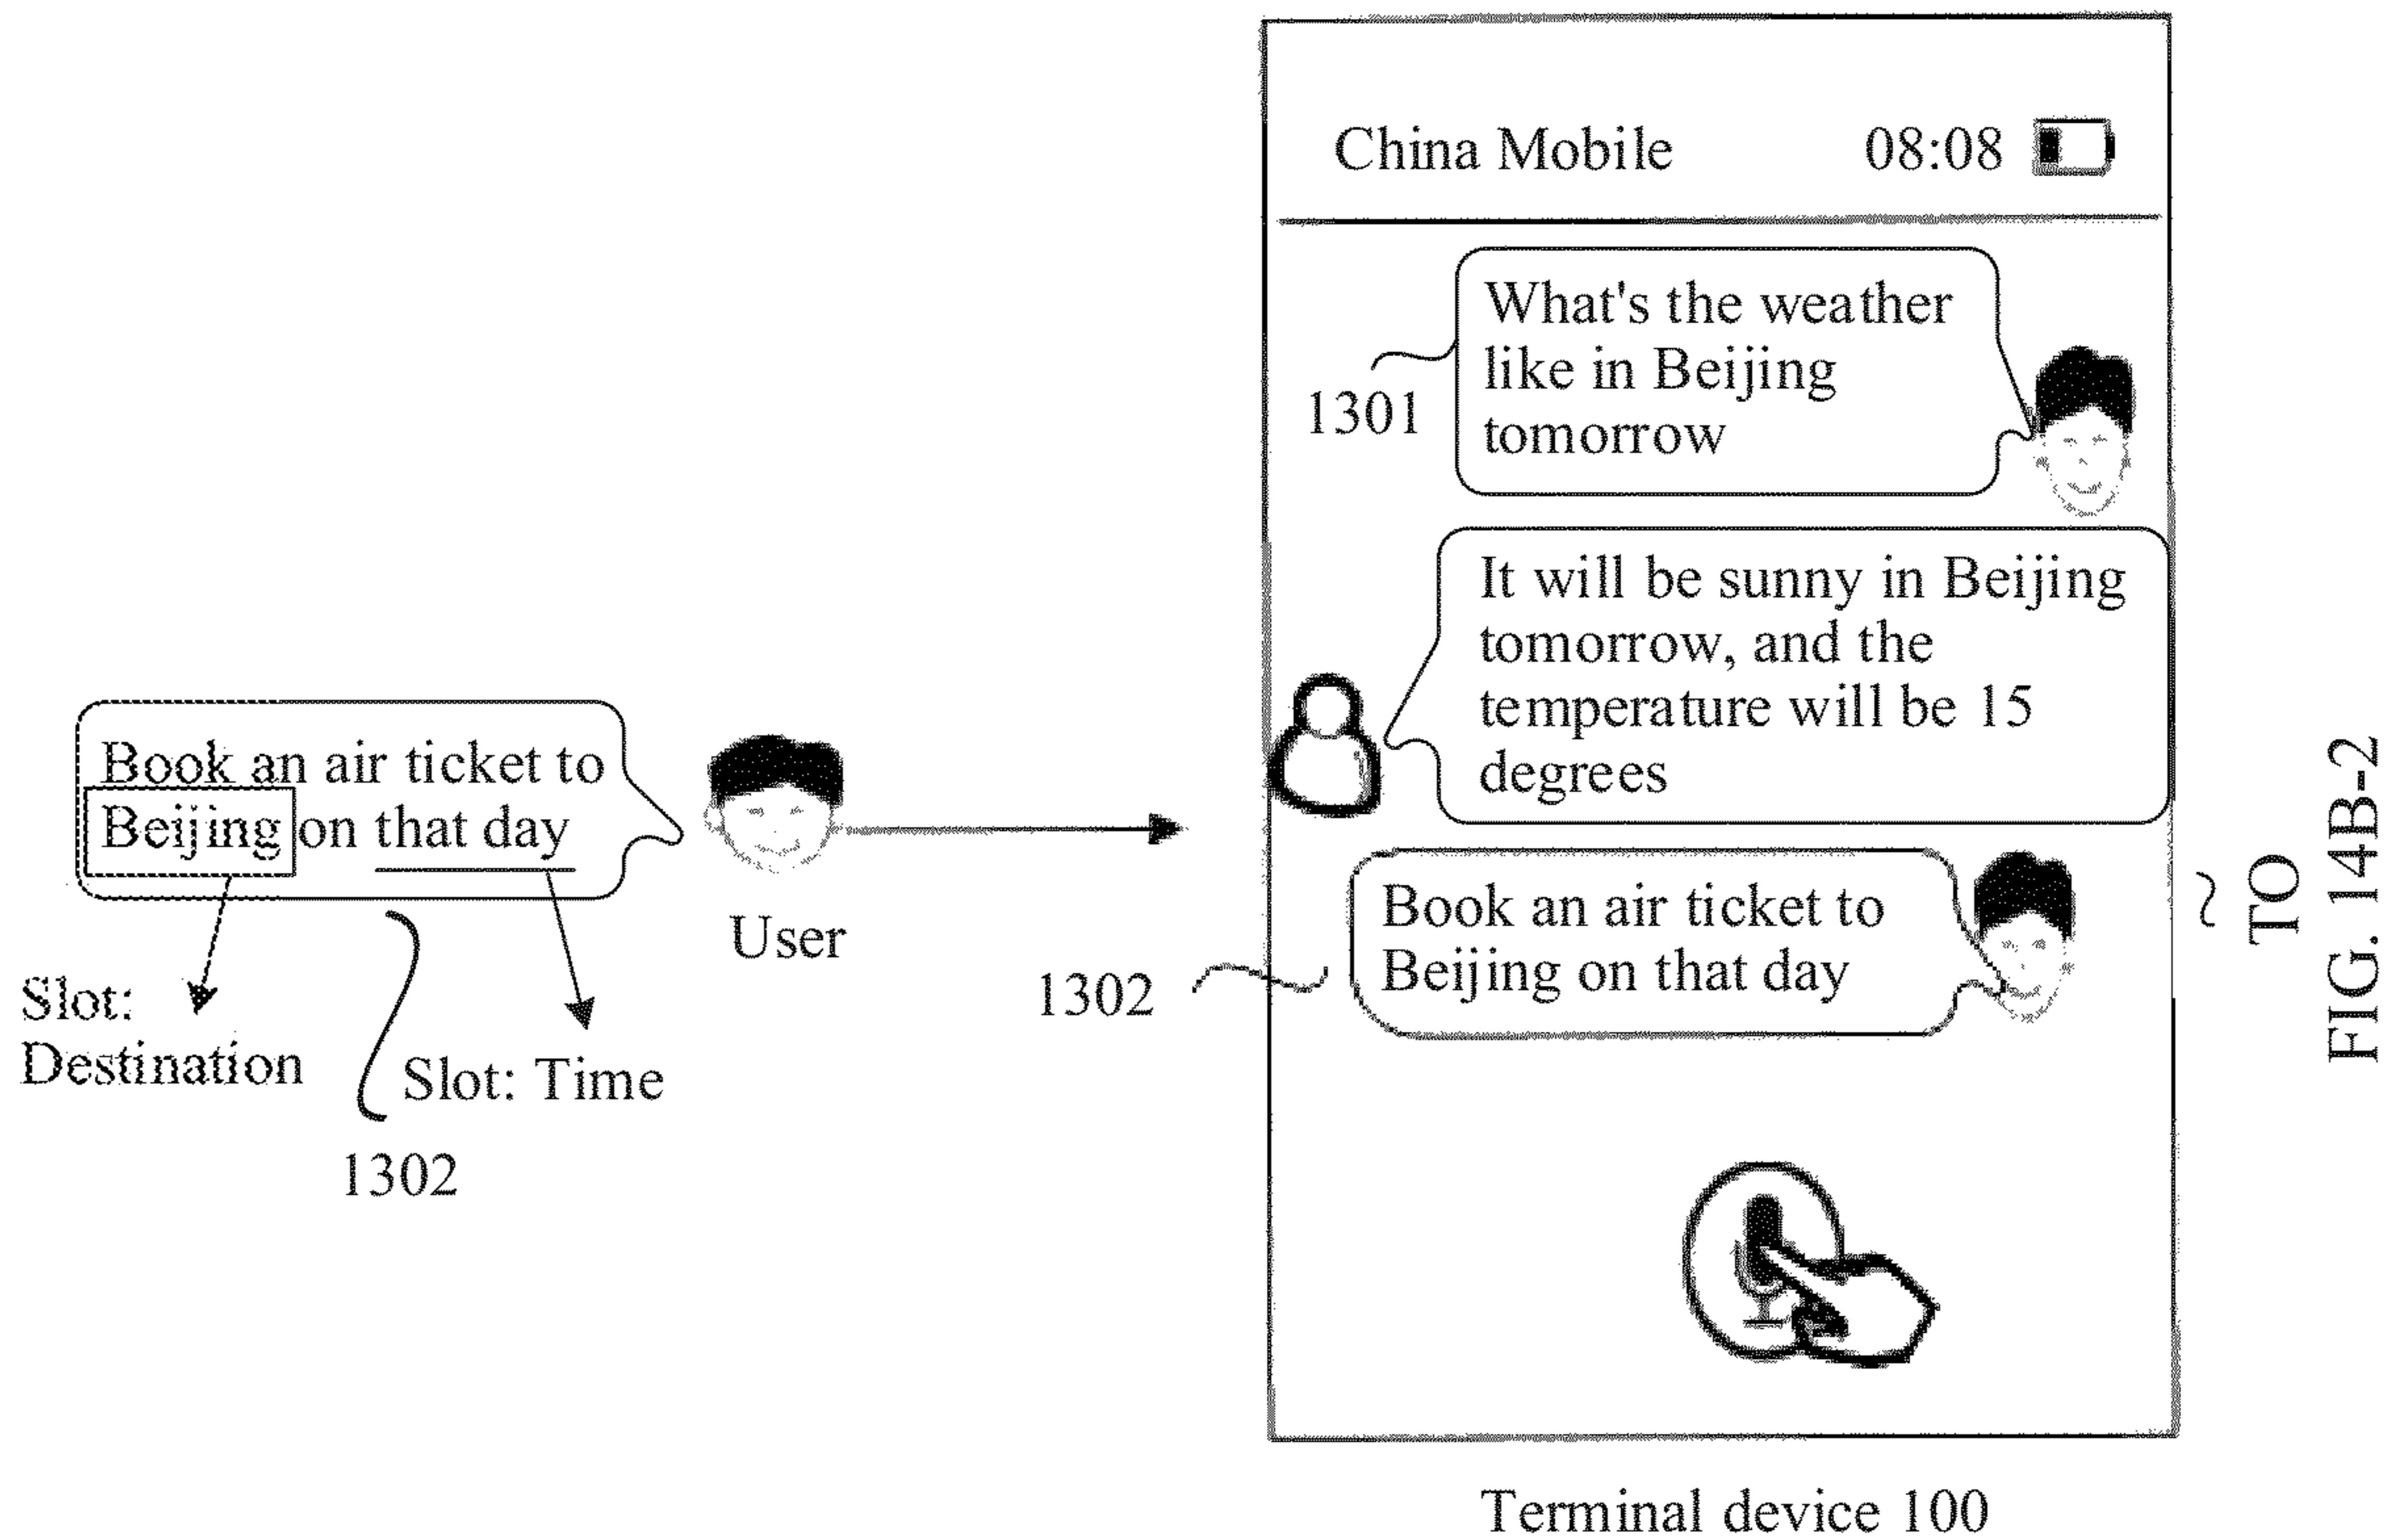 Book an air ticket to
Beijing on that day
Slot:
Destination
Slot: Time
1302
User
China Mobile 08:08
What's the weather
like in Beijing
tomorrow
1301
It will be sunny in Beijing
tomorrow, and the
temperature will be 15
degrees
Book an air ticket to
Beijing on that day
1302
Terminal device 100
TO
FIG. 14B-2